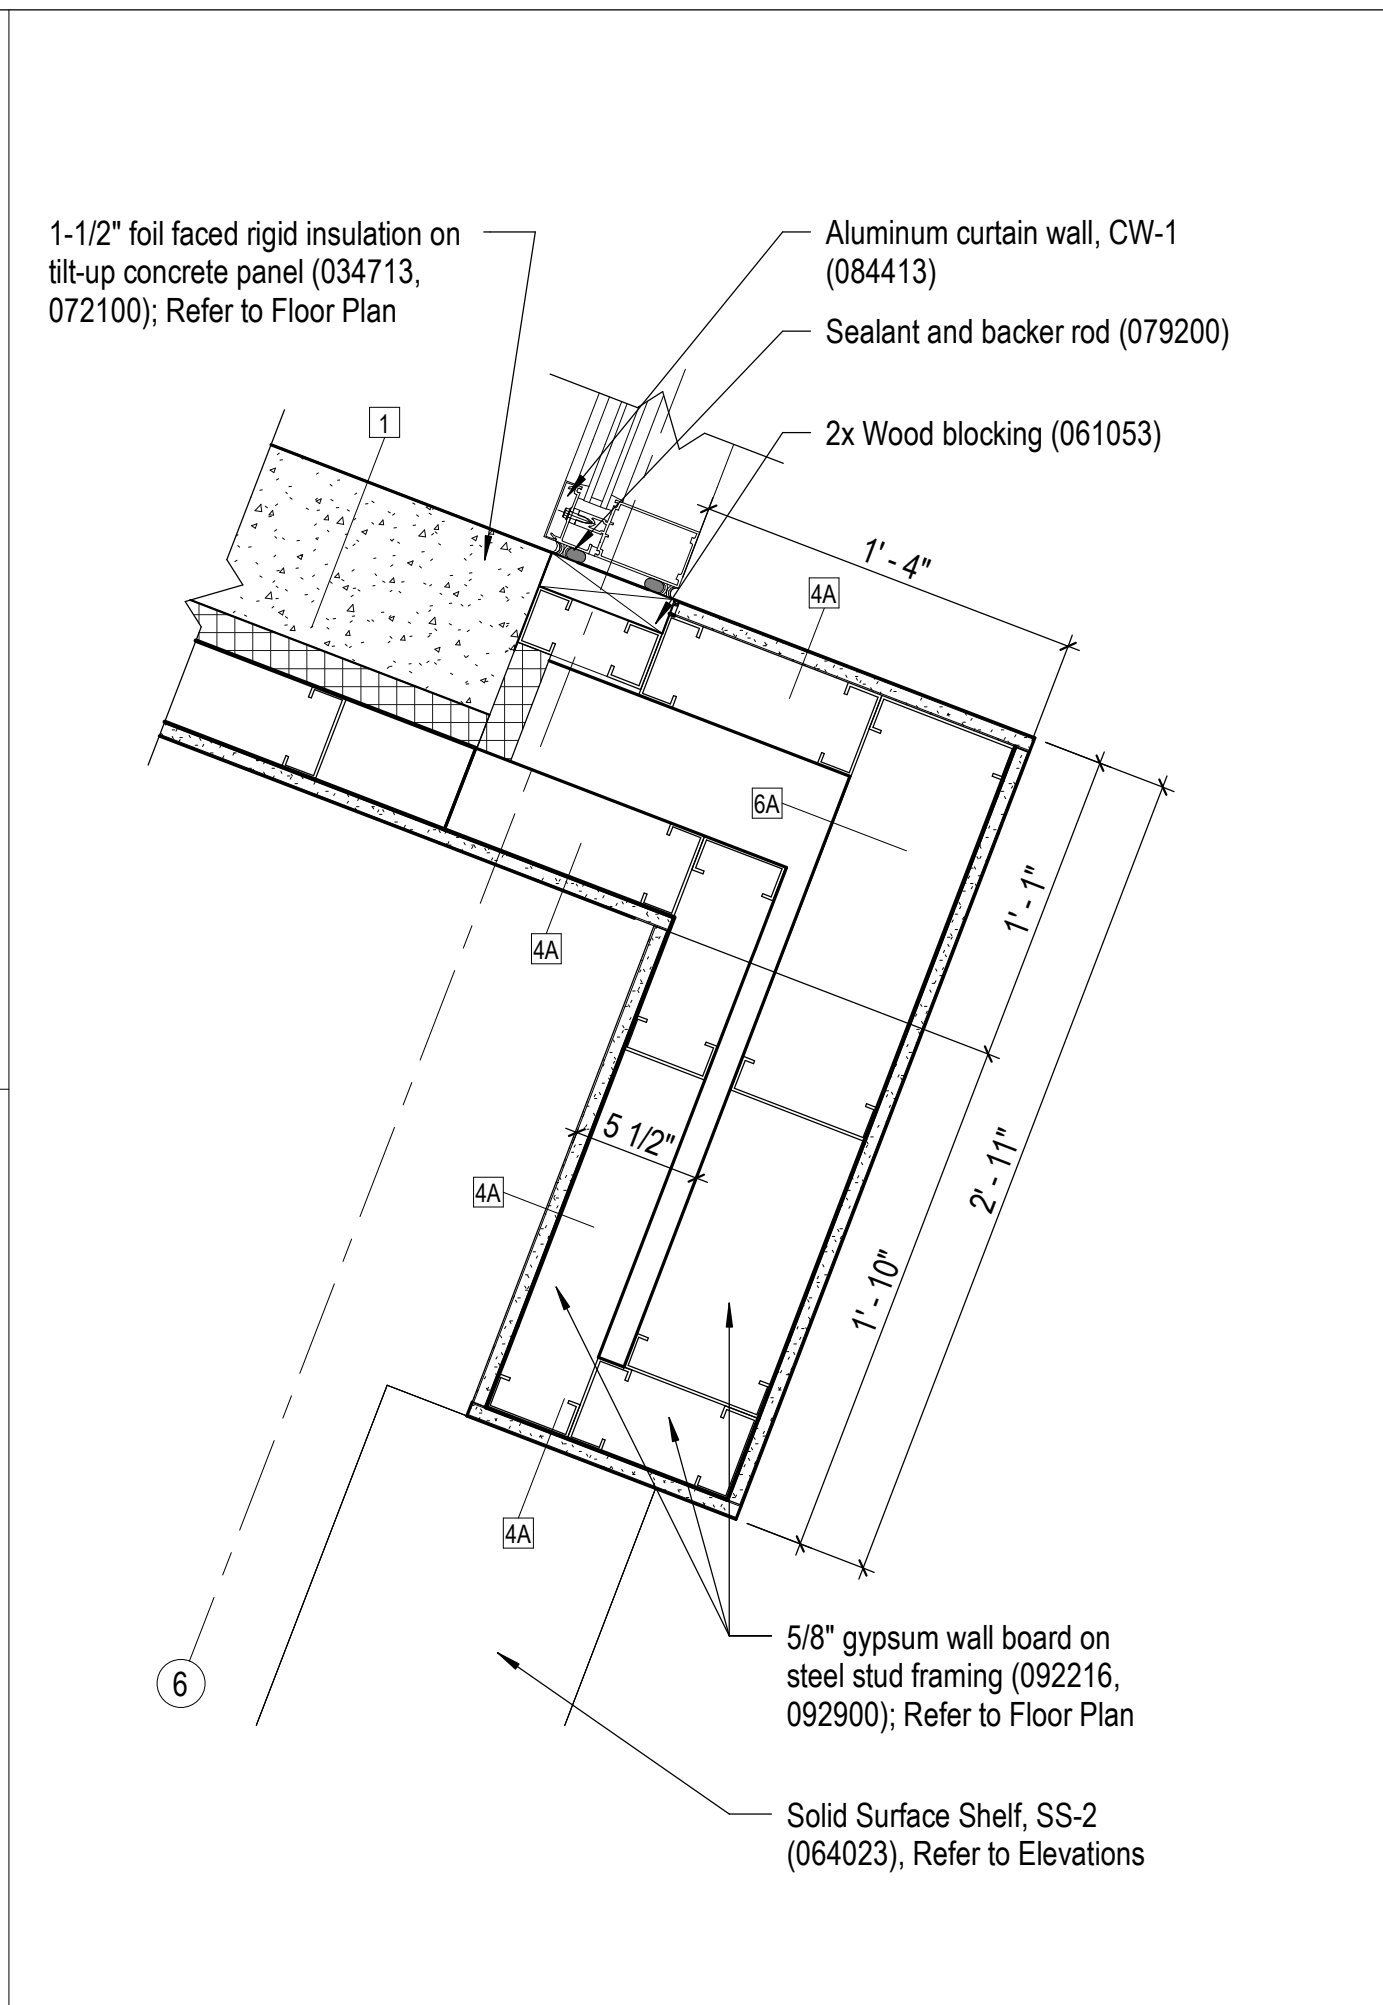 1-1/2" foil faced rigid insulation on
tilt-up concrete panel (034713,
072100); Refer to Floor Plan
Aluminum curtain wall, CW-1
(084413)
Sealant and backer rod (079200)
2x Wood blocking (061053)
1
1' - 4"
4A
6A
1' - 1"
4A
5 1/2"
2' - 11"
4A
1' - 10"
4A
6
5/8" gypsum wall board on
steel stud framing (092216,
092900); Refer to Floor Plan
Solid Surface Shelf, SS-2
(064023), Refer to Elevations